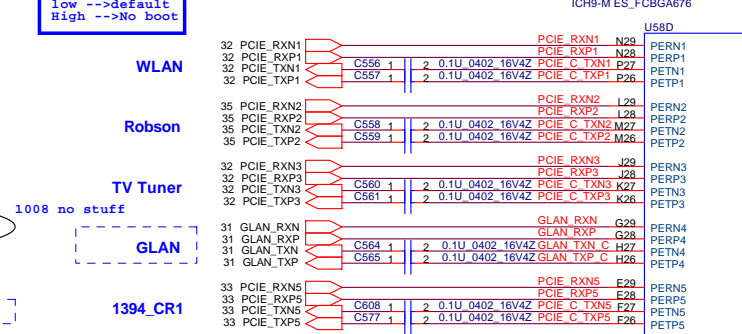 low -->default
High -->No boot
ICH9-M ES_FCBGA676
U58D
WLAN
32 PCIE_RXN1 PCIE_RXN1 N29 PERN1
32 PCIE_RXP1 PCIE_RXP1 N28 PERP1
32 PCIE_TXN1 C556 1 2 0.1U_0402_16V4Z PCIE_C_TXN1 P27 PETN1
32 PCIE_TXP1 C557 1 2 0.1U_0402_16V4Z PCIE_C_TXP1 P26 PETP1
Robson
35 PCIE_RXN2 PCIE_RXN2 L29 PERN2
35 PCIE_RXP2 PCIE_RXP2 L28 PERP2
35 PCIE_TXN2 C558 1 2 0.1U_0402_16V4Z PCIE_C_TXN2 M27 PETN2
35 PCIE_TXP2 C559 1 2 0.1U_0402_16V4Z PCIE_C_TXP2 M26 PETP2
TV Tuner
32 PCIE_RXN3 PCIE_RXN3 J29 PERN3
32 PCIE_RXP3 PCIE_RXP3 J28 PERP3
32 PCIE_TXN3 C560 1 2 0.1U_0402_16V4Z PCIE_C_TXN3 K27 PETN3
32 PCIE_TXP3 C561 1 2 0.1U_0402_16V4Z PCIE_C_TXP3 K26 PETP3
1008 no stuff
GLAN
31 GLAN_RXN GLAN_RXN G29 PERN4
31 GLAN_RXP GLAN_RXP G28 PERP4
31 GLAN_TXN C564 1 2 0.1U_0402_16V4Z GLAN_TXN_C H27 PETN4
31 GLAN_TXP C565 1 2 0.1U_0402_16V4Z GLAN_TXP_C H26 PETP4
1394_CR1
33 PCIE_RXN5 PCIE_RXN5 E29 PERN5
33 PCIE_RXP5 PCIE_RXP5 E28 PERP5
33 PCIE_TXN5 C608 1 2 0.1U_0402_16V4Z PCIE_C_TXN5 F27 PETN5
33 PCIE_TXP5 C577 1 2 0.1U_0402_16V4Z PCIE_C_TXP5 F26 PETP5